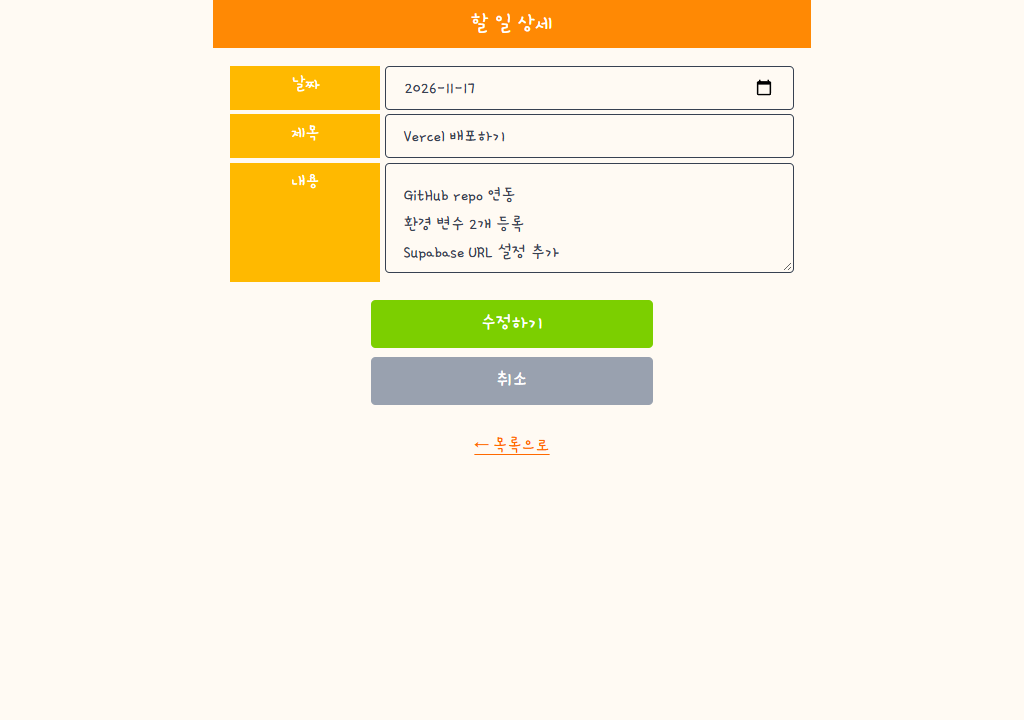 할 일 상세
날짜
2026-11-17
제목
Vercel 배포하기
내용
GitHub repo 연동
환경 변수 2개 등록
Supabase URL 설정 추가
수정하기
취소
← 목록으로